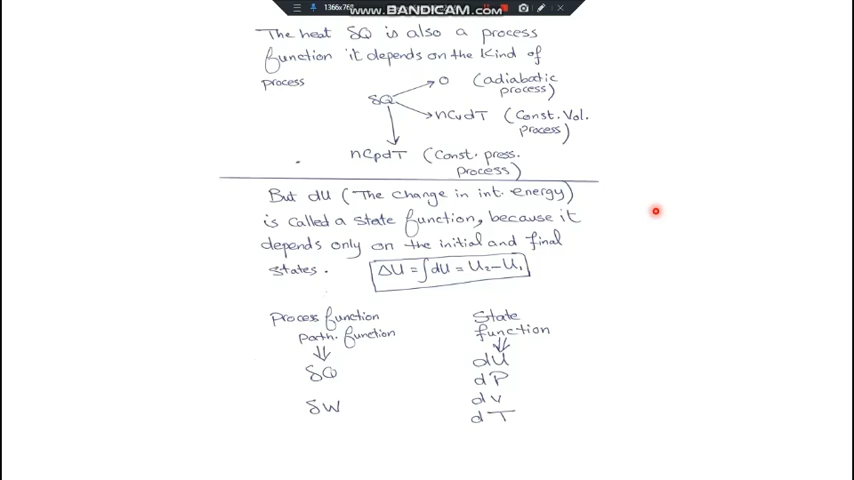 1366x768
www.BANDICAM.com
The heat δQ is also a process
function it depends on the kind of
process
δQ → 0 (adiabatic
process)
→ nCvdT (Const. Vol.
process)
nCpdT (Const. press.
process)
But dU (The change in int. energy)
is called a state function, because it
depends only on the initial and final
states. ΔU = ∫dU = U₂ - U₁
Process function
path. function
⇓
δQ
δW
State
function
⇓
dU
dP
dv
dT